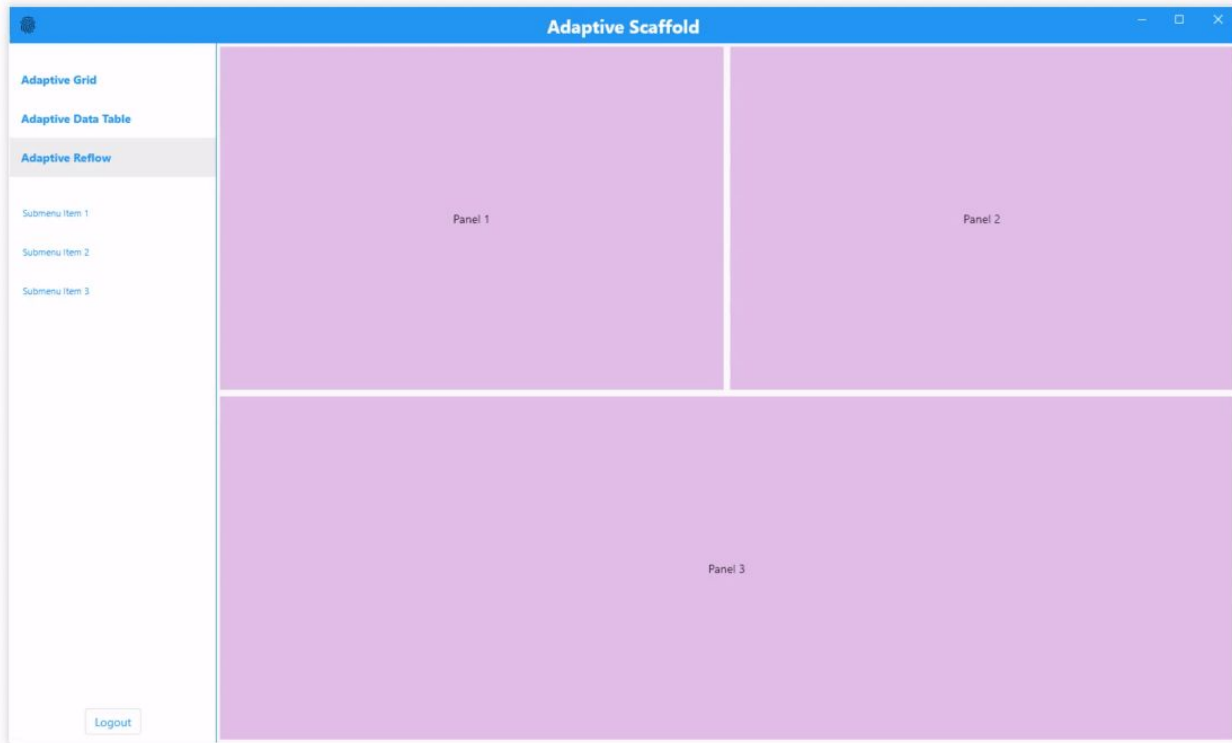 Adaptive Scaffold
Adaptive Grid
Adaptive Data Table
Adaptive Reflow
Submenu Item 1
Submenu Item 2
Submenu Item 3
Logout
Panel 1
Panel 2
Panel 3